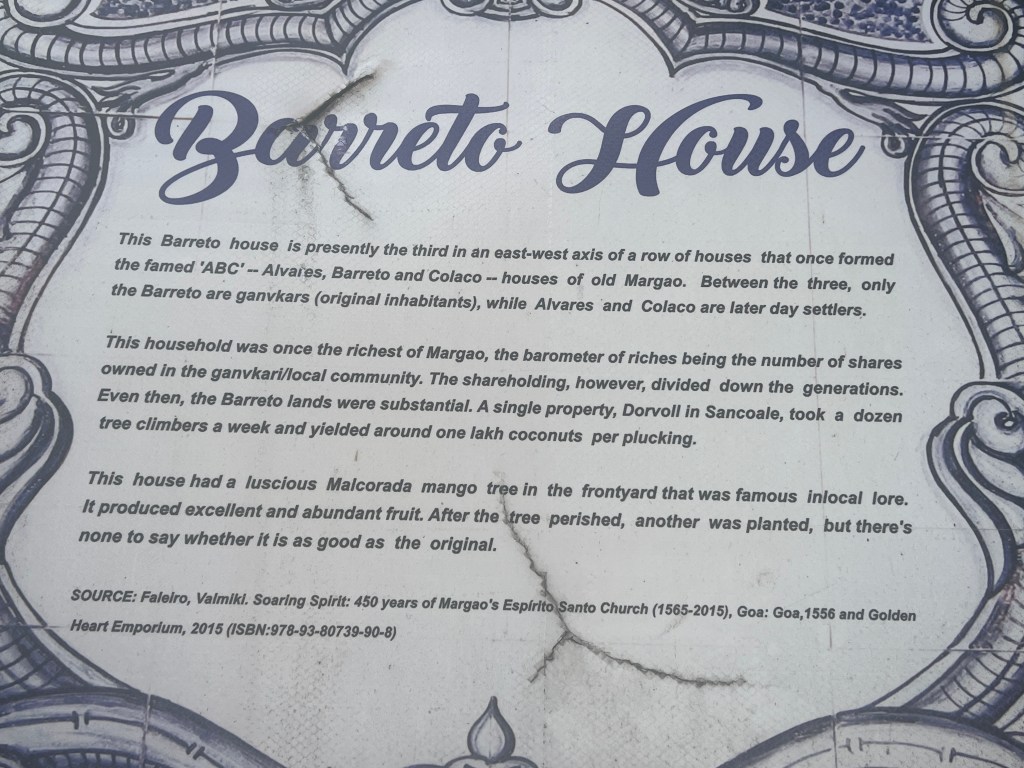 Barreto House
This Barreto house is presently the third in an east-west axis of a row of houses that once formed
the famed 'ABC' -- Alvares, Barreto and Colaco -- houses of old Margao. Between the three, only
the Barreto are ganvkars (original inhabitants), while Alvares and Colaco are later day settlers.
This household was once the richest of Margao, the barometer of riches being the number of shares
owned in the ganvkari/local community. The shareholding, however, divided down the generations.
Even then, the Barreto lands were substantial. A single property, Dorvoll in Sancoale, took a dozen
tree climbers a week and yielded around one lakh coconuts per plucking.
This house had a luscious Malcorada mango tree in the frontyard that was famous inlocal lore.
It produced excellent and abundant fruit. After the tree perished, another was planted, but there's
none to say whether it is as good as the original.
SOURCE: Faleiro, Valmiki. Soaring Spirit: 450 years of Margao's Espírito Santo Church (1565-2015), Goa: Goa,1556 and Golden
Heart Emporium, 2015 (ISBN:978-93-80739-90-8)